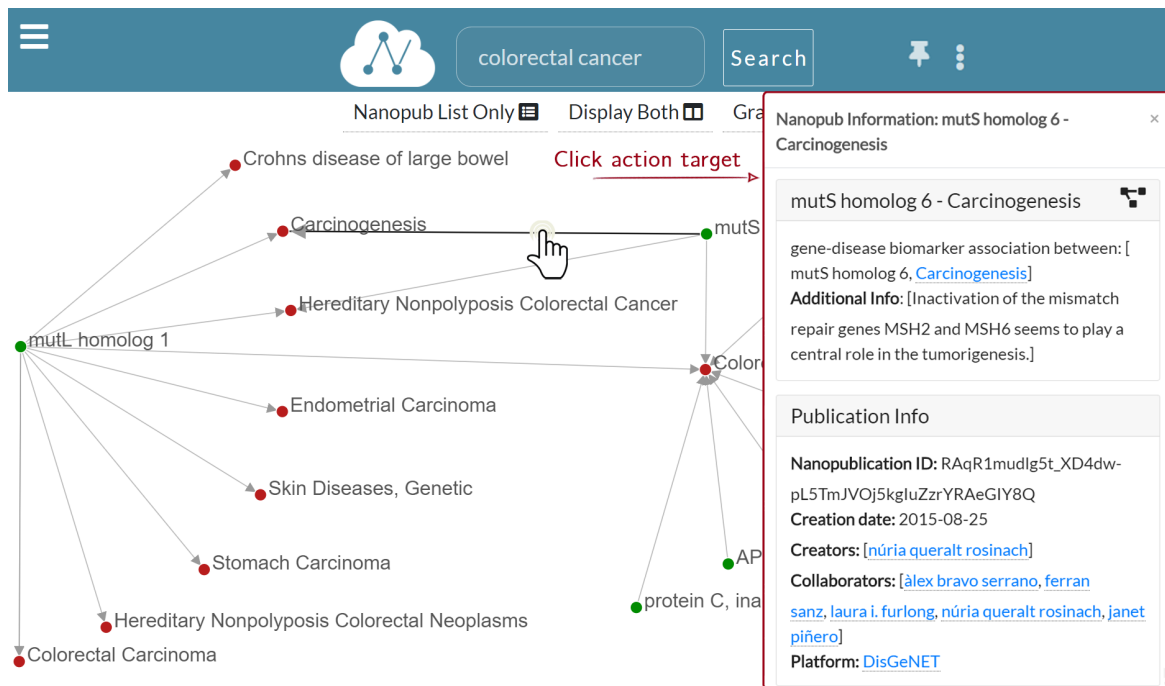 colorectal cancer
Search
Nanopub List Only
Display Both
Gra
Click action target
Crohns disease of large bowel
Carcinogenesis
mutS
Hereditary Nonpolyposis Colorectal Cancer
mutL homolog 1
Color
Endometrial Carcinoma
Skin Diseases, Genetic
Stomach Carcinoma
AP
protein C, ina
Hereditary Nonpolyposis Colorectal Neoplasms
Colorectal Carcinoma
Nanopub Information: mutS homolog 6 -
Carcinogenesis
×
mutS homolog 6 - Carcinogenesis
gene-disease biomarker association between: [
mutS homolog 6, Carcinogenesis]
Additional Info: [Inactivation of the mismatch
repair genes MSH2 and MSH6 seems to play a
central role in the tumorigenesis.]
Publication Info
Nanopublication ID: RAqR1mudlg5t_XD4dw-
pL5TmJVOj5kgIuZzrYRAeGIY8Q
Creation date: 2015-08-25
Creators: [núria queralt rosinach]
Collaborators: [àlex bravo serrano, ferran
sanz, laura i. furlong, núria queralt rosinach, janet
piñero]
Platform: DisGeNET